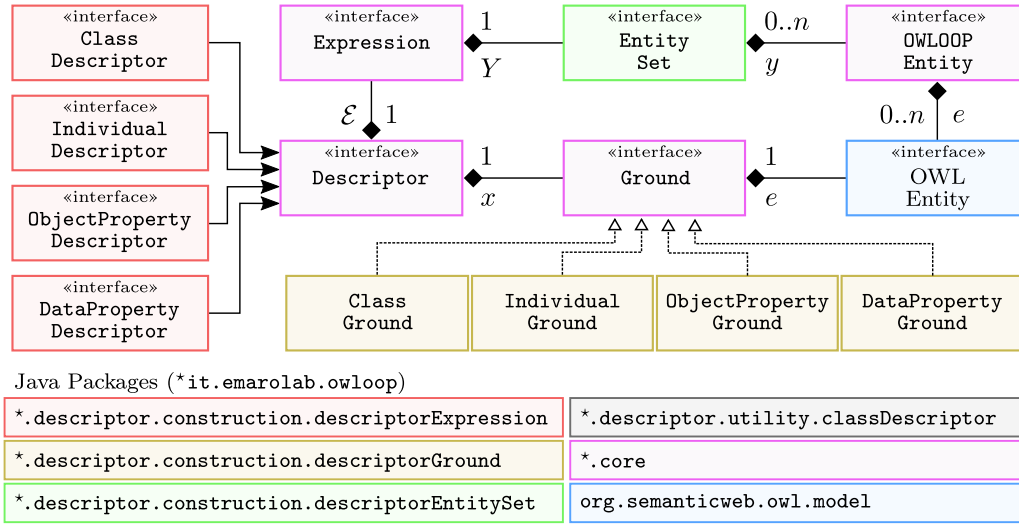 «interface»
Class
Descriptor
«interface»
Expression
1
Y
«interface»
Entity
Set
0..n
y
«interface»
OWLOOP
Entity
«interface»
Individual
Descriptor
ℰ 1
0..n e
«interface»
Descriptor
1
x
«interface»
Ground
1
e
«interface»
OWL
Entity
«interface»
ObjectProperty
Descriptor
«interface»
DataProperty
Descriptor
Class
Ground
Individual
Ground
ObjectProperty
Ground
DataProperty
Ground
Java Packages (*it.emarolab.owloop)
*.descriptor.construction.descriptorExpression
*.descriptor.utility.classDescriptor
*.descriptor.construction.descriptorGround
*.core
*.descriptor.construction.descriptorEntitySet
org.semanticweb.owl.model